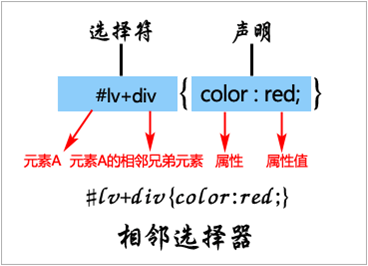 选择符 声明
#lv+div { color : red; }
元素A 元素A的相邻兄弟元素 属性 属性值
#lv+div{color:red;}
相邻选择器